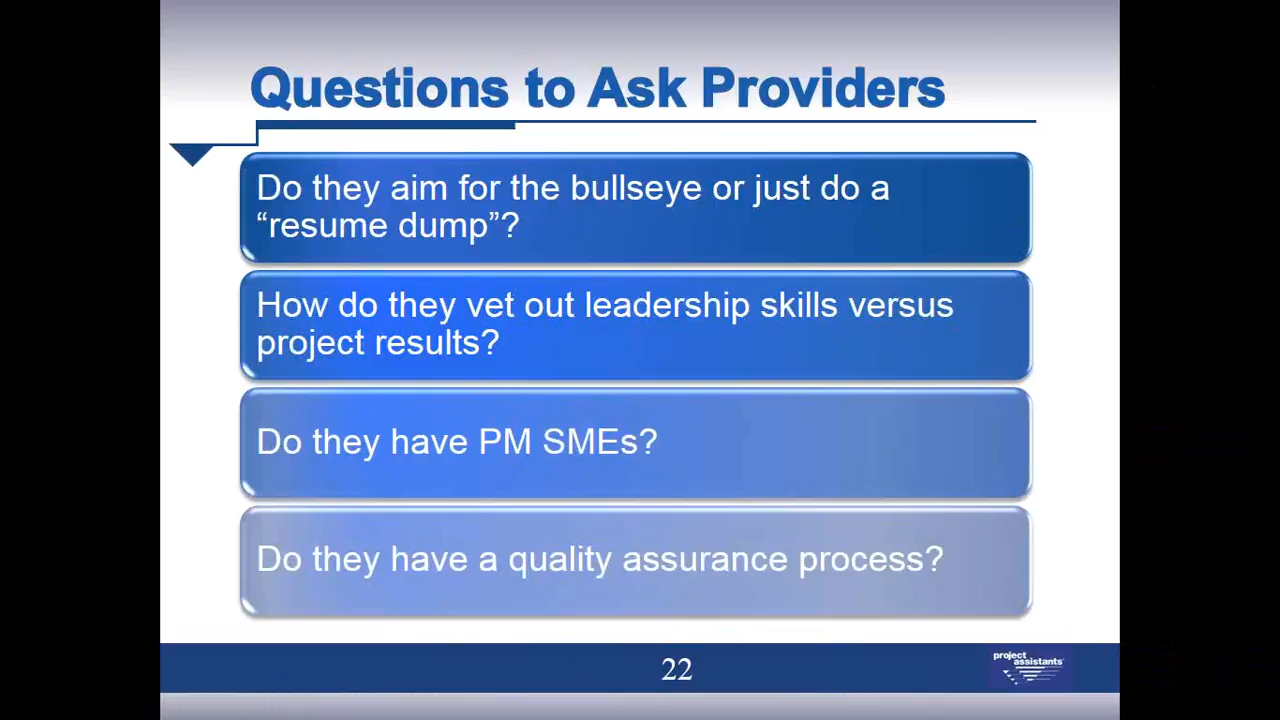 Questions to Ask Providers
Do they aim for the bullseye or just do a
“resume dump”?
How do they vet out leadership skills versus
project results?
Do they have PM SMEs?
Do they have a quality assurance process?
22
project
assistants